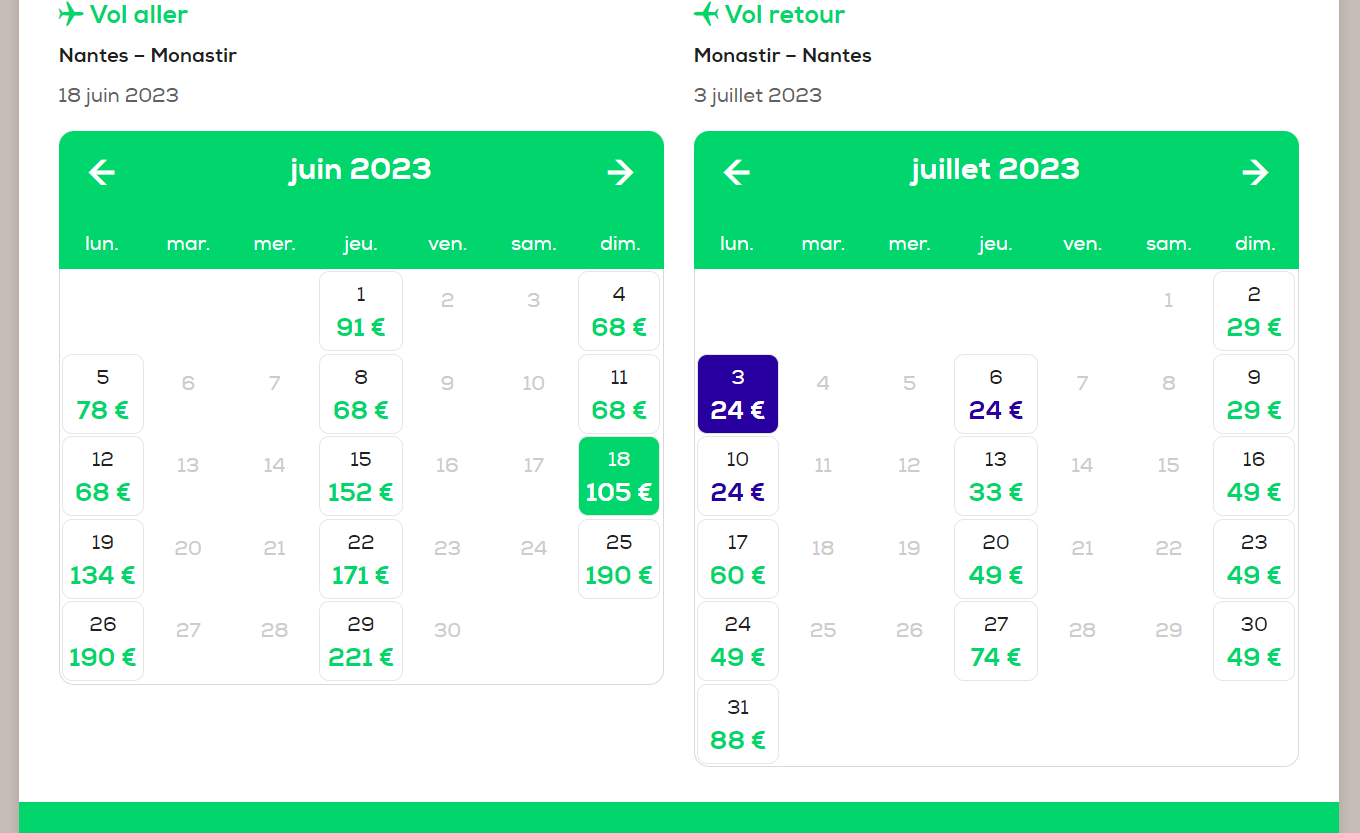 Vol aller
Nantes – Monastir
18 juin 2023
juin 2023
lun. mar. mer. jeu. ven. sam. dim.
1 2 3 4
91 € 68 €
5 6 7 8 9 10 11
78 € 68 € 68 €
12 13 14 15 16 17 18
68 € 152 € 105 €
19 20 21 22 23 24 25
134 € 171 € 190 €
26 27 28 29 30
190 € 221 €
Vol retour
Monastir – Nantes
3 juillet 2023
juillet 2023
lun. mar. mer. jeu. ven. sam. dim.
1 2
29 €
3 4 5 6 7 8 9
24 € 24 € 29 €
10 11 12 13 14 15 16
24 € 33 € 49 €
17 18 19 20 21 22 23
60 € 49 € 49 €
24 25 26 27 28 29 30
49 € 74 € 49 €
31
88 €